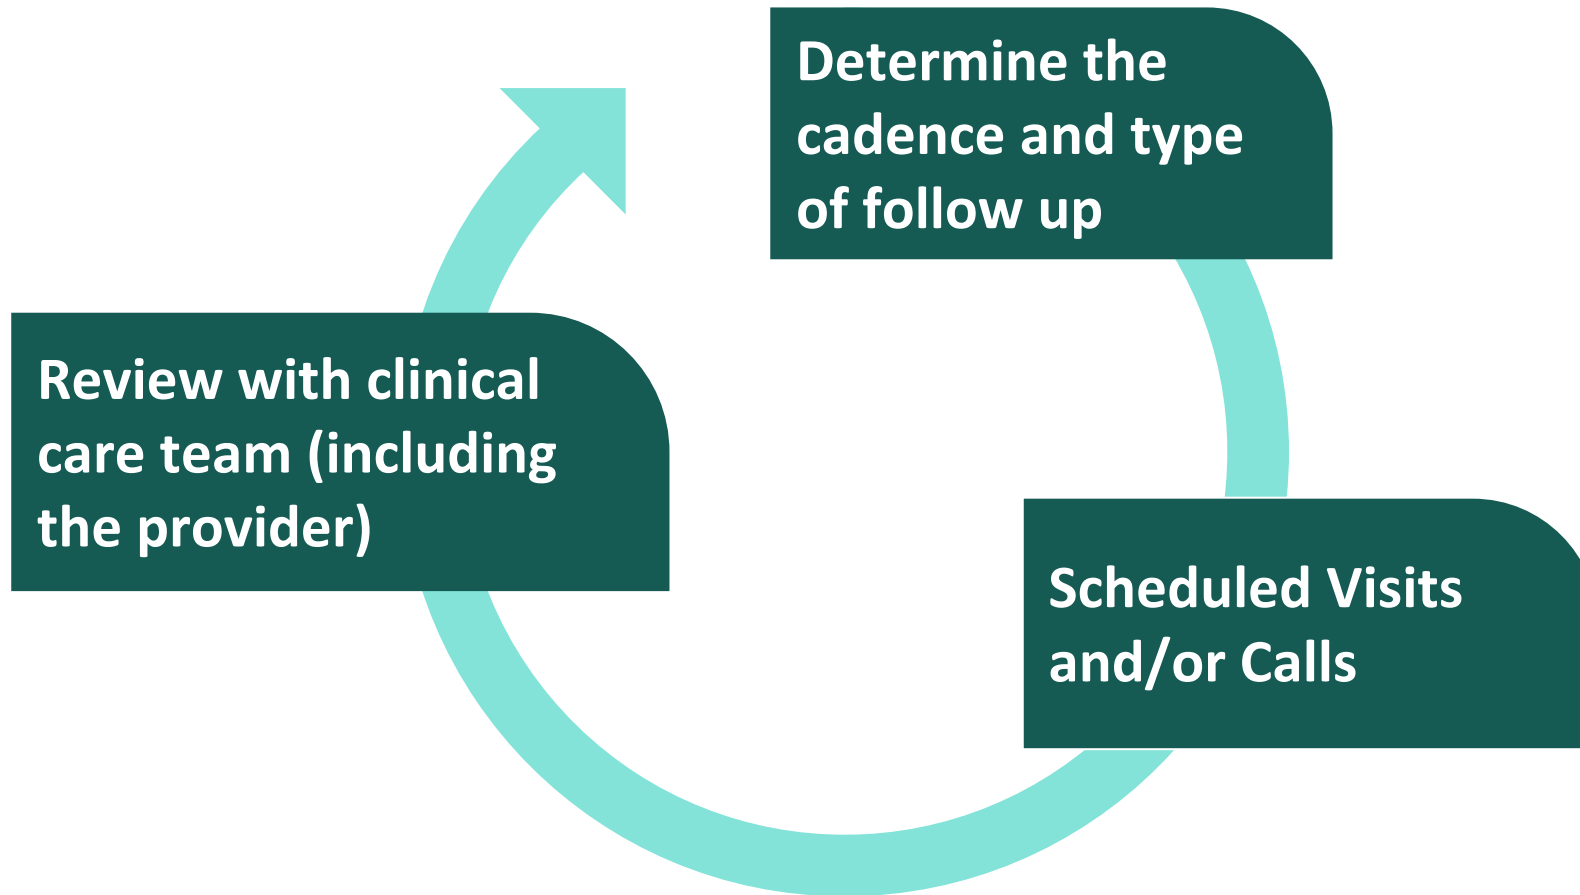 Determine the
cadence and type
of follow up
Scheduled Visits
and/or Calls
Review with clinical
care team (including
the provider)